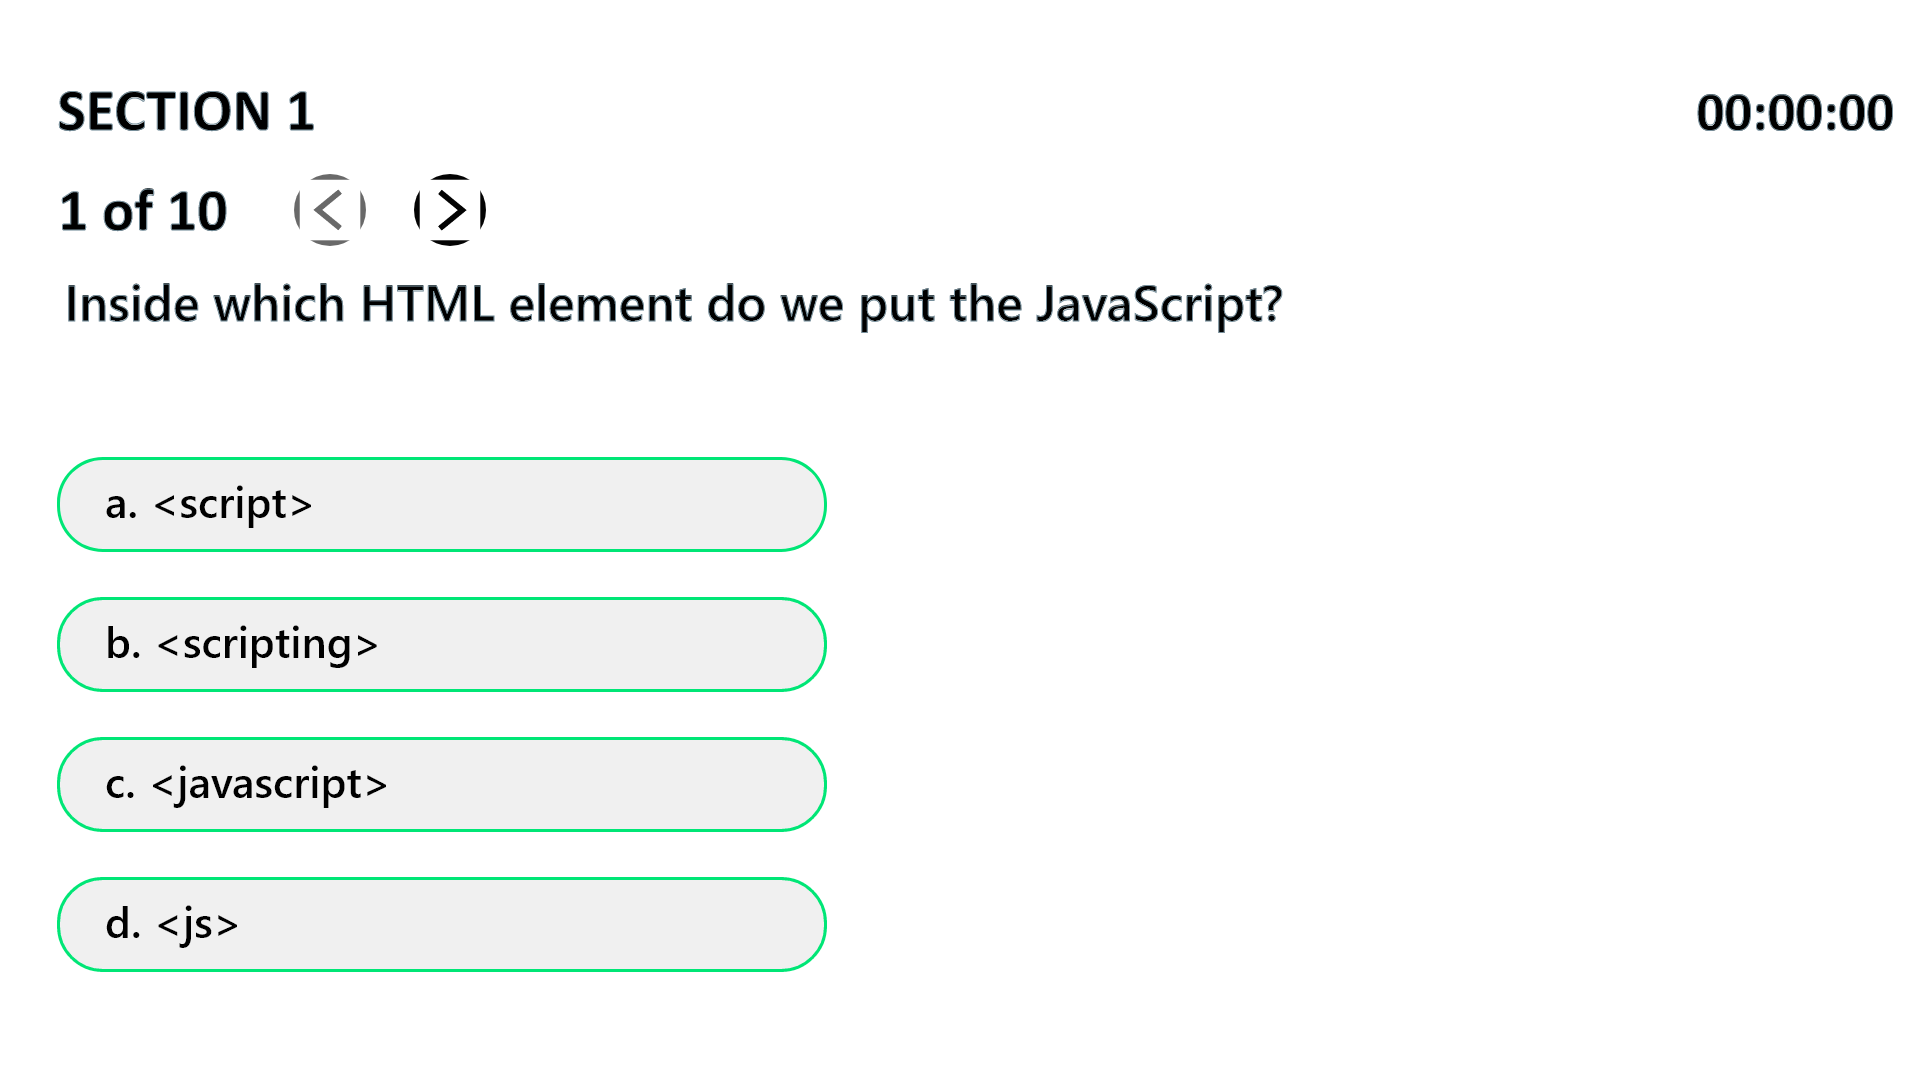 SECTION 1
00:00:00
1 of 10
Inside which HTML element do we put the JavaScript?
a. <script>
b. <scripting>
c. <javascript>
d. <js>